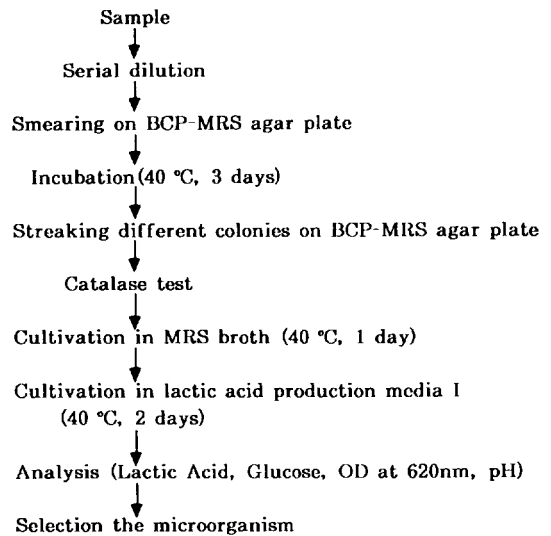 Sample
Serial dilution
Smearing on BCP-MRS agar plate
Incubation(40 °C, 3 days)
Streaking different colonies on BCP-MRS agar plate
Catalase test
Cultivation in MRS broth (40 °C, 1 day)
Cultivation in lactic acid production media I
(40 °C, 2 days)
Analysis (Lactic Acid, Glucose, OD at 620nm, pH)
Selection the microorganism